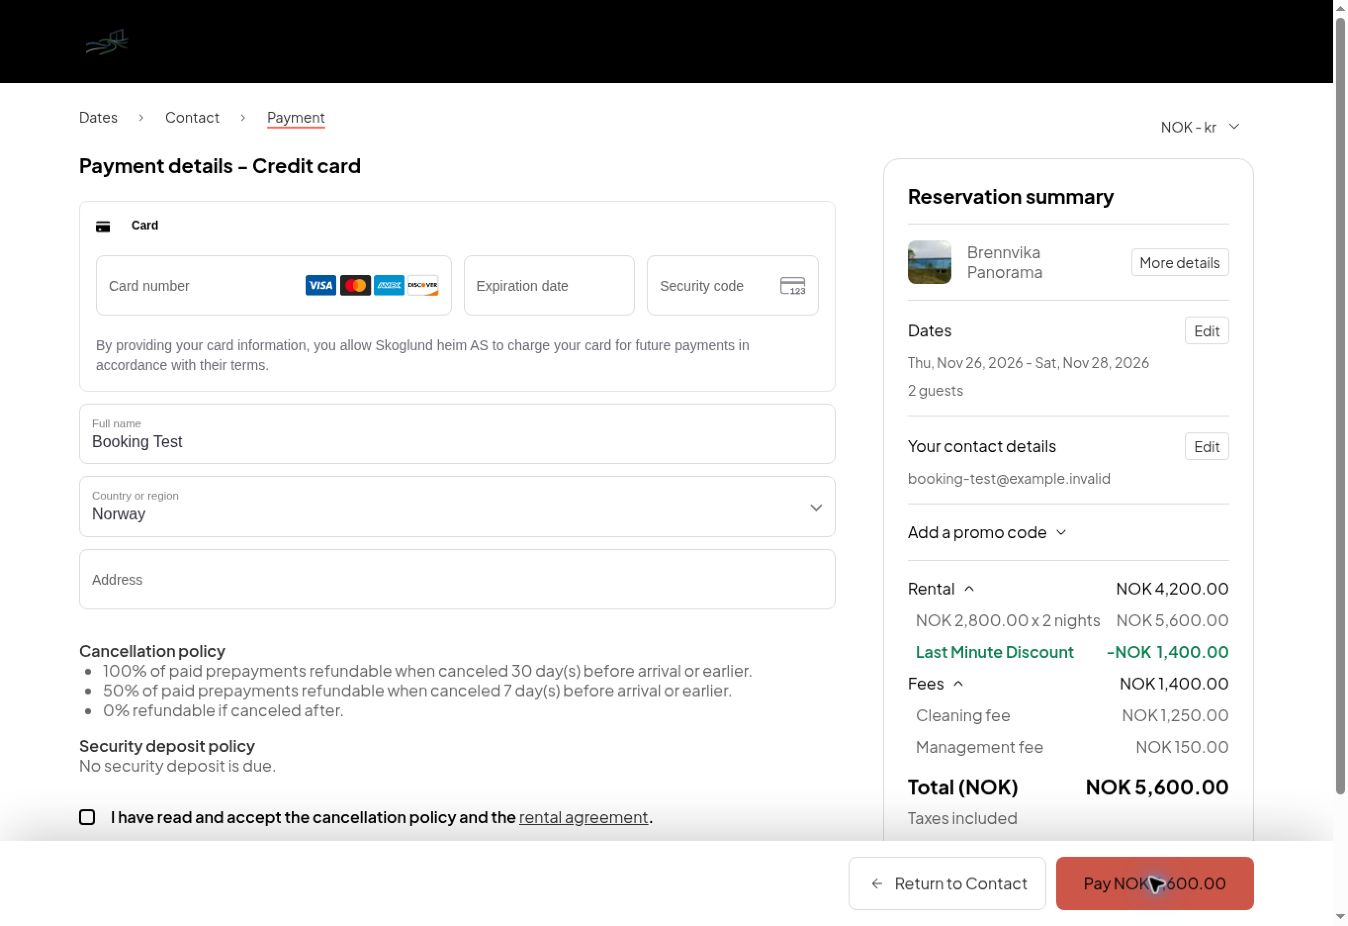 Dates > Contact > Payment
NOK - kr
Payment details – Credit card
Card
Card number VISA AMEX DISCOVER
Expiration date
Security code 123
By providing your card information, you allow Skoglund heim AS to charge your card for future payments in
accordance with their terms.
Full name
Booking Test
Country or region
Norway
Address
Cancellation policy
• 100% of paid prepayments refundable when canceled 30 day(s) before arrival or earlier.
• 50% of paid prepayments refundable when canceled 7 day(s) before arrival or earlier.
• 0% refundable if canceled after.
Security deposit policy
No security deposit is due.
I have read and accept the cancellation policy and the rental agreement.
Reservation summary
Brennvika
Panorama
More details
Dates Edit
Thu, Nov 26, 2026 - Sat, Nov 28, 2026
2 guests
Your contact details Edit
booking-test@example.invalid
Add a promo code
Rental NOK 4,200.00
NOK 2,800.00 x 2 nights NOK 5,600.00
Last Minute Discount -NOK 1,400.00
Fees NOK 1,400.00
Cleaning fee NOK 1,250.00
Management fee NOK 150.00
Total (NOK) NOK 5,600.00
Taxes included
← Return to Contact
Pay NOK 5,600.00